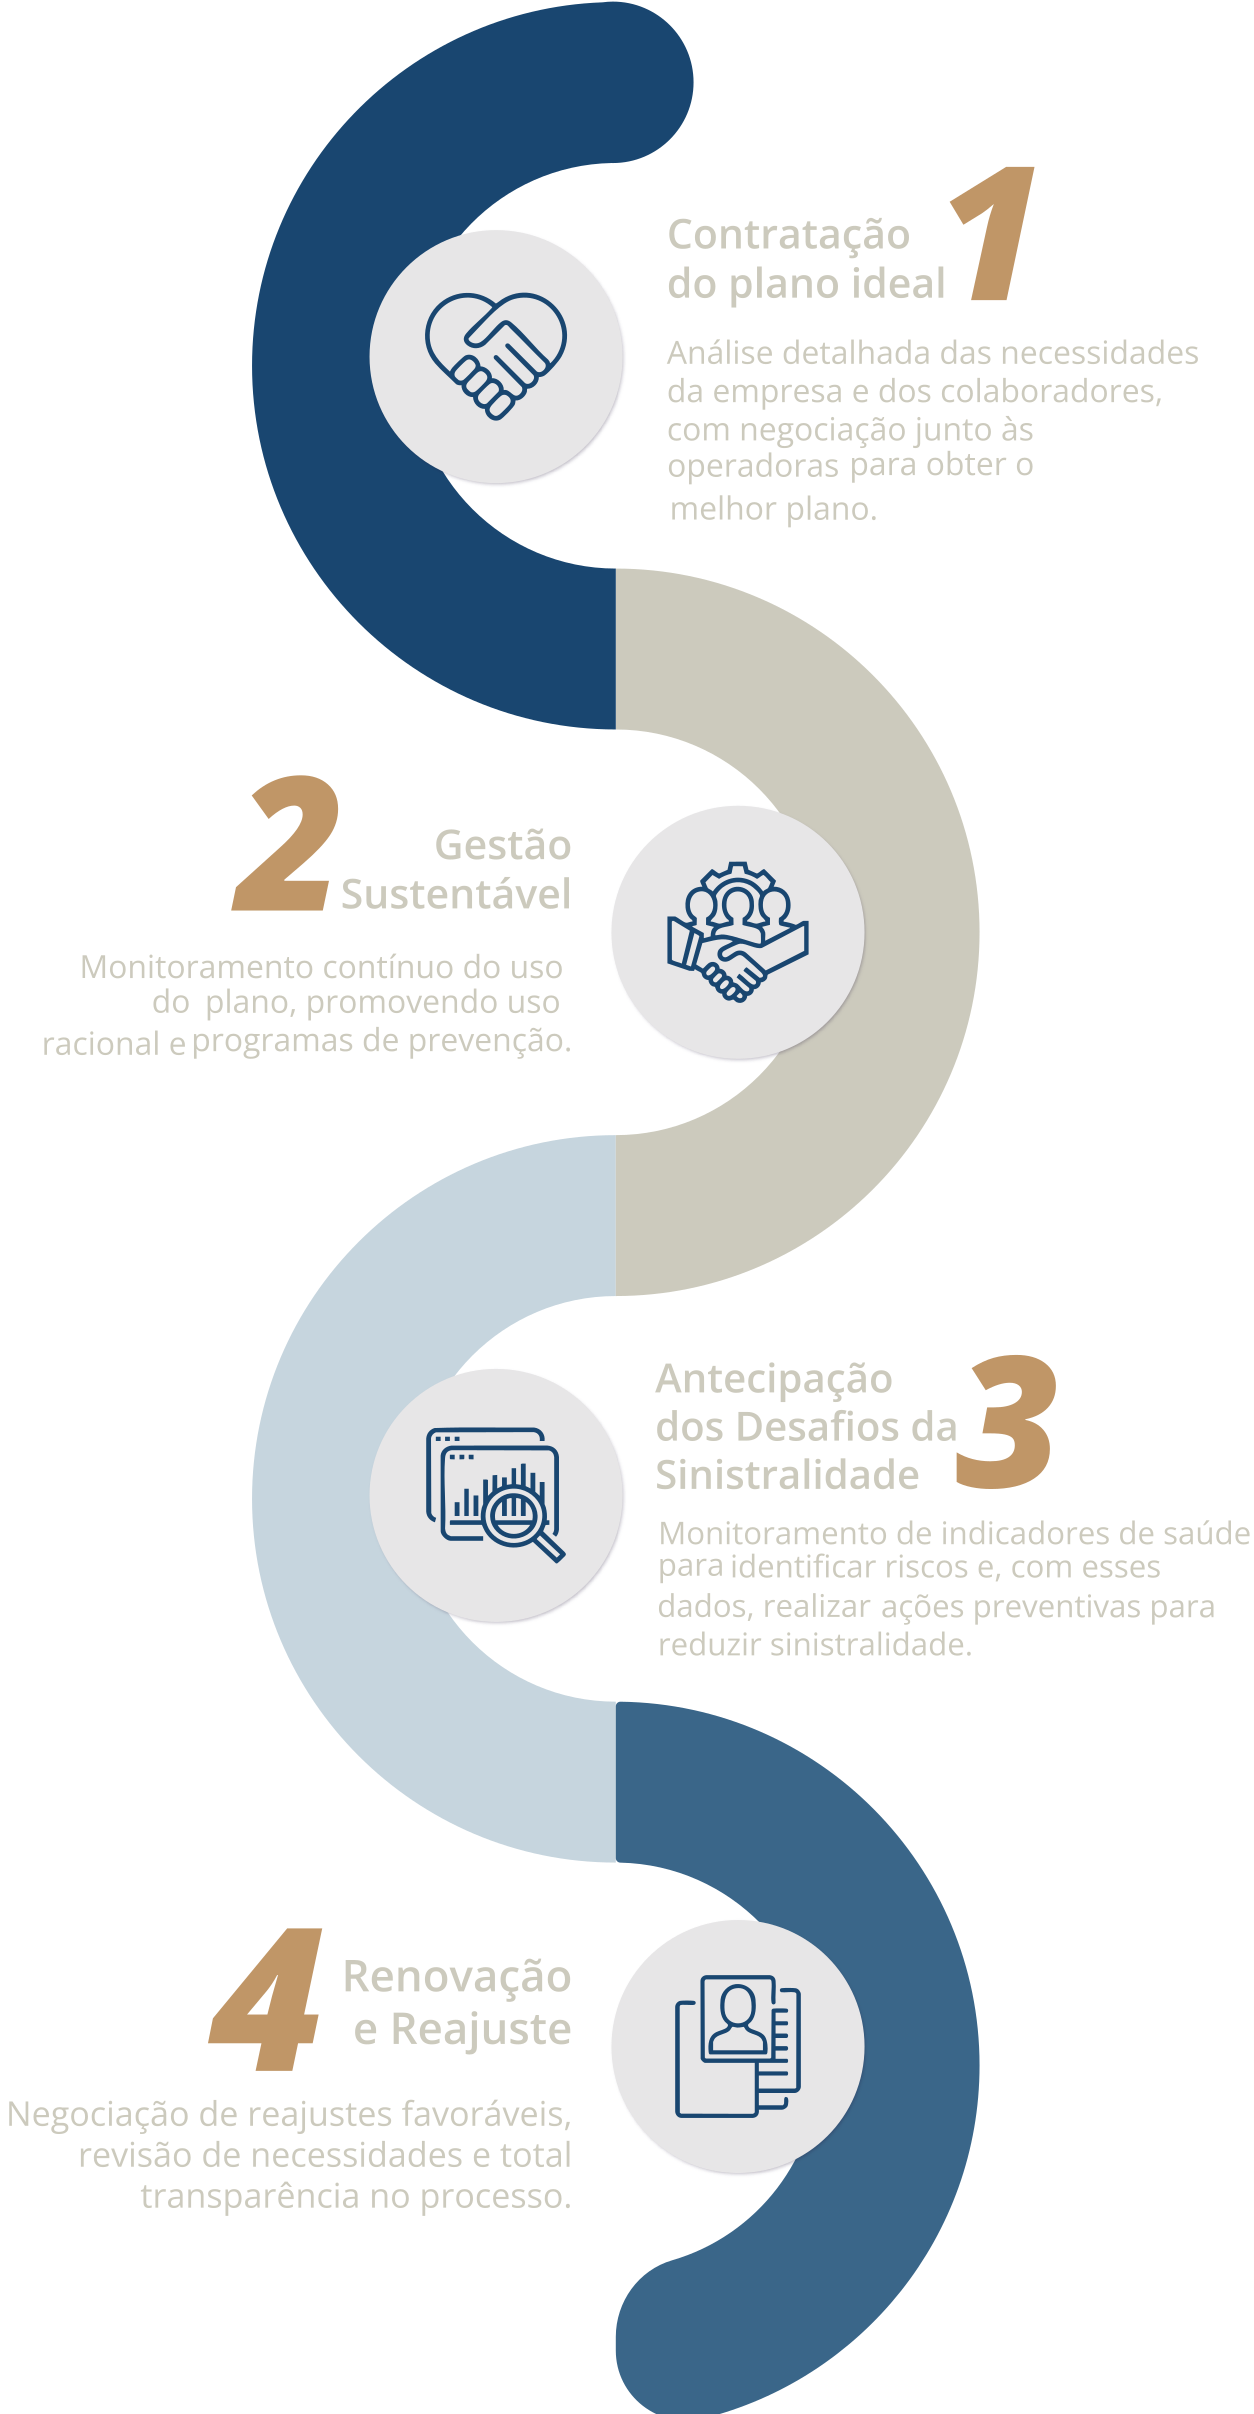 1
Contratação
do plano ideal
Análise detalhada das necessidades
da empresa e dos colaboradores,
com negociação junto às
operadoras para obter o
melhor plano.
2
Gestão
Sustentável
Monitoramento contínuo do uso
do plano, promovendo uso
racional e programas de prevenção.
3
Antecipação
dos Desafios da
Sinistralidade
Monitoramento de indicadores de saúde
para identificar riscos e, com esses
dados, realizar ações preventivas para
reduzir sinistralidade.
4
Renovação
e Reajuste
Negociação de reajustes favoráveis,
revisão de necessidades e total
transparência no processo.